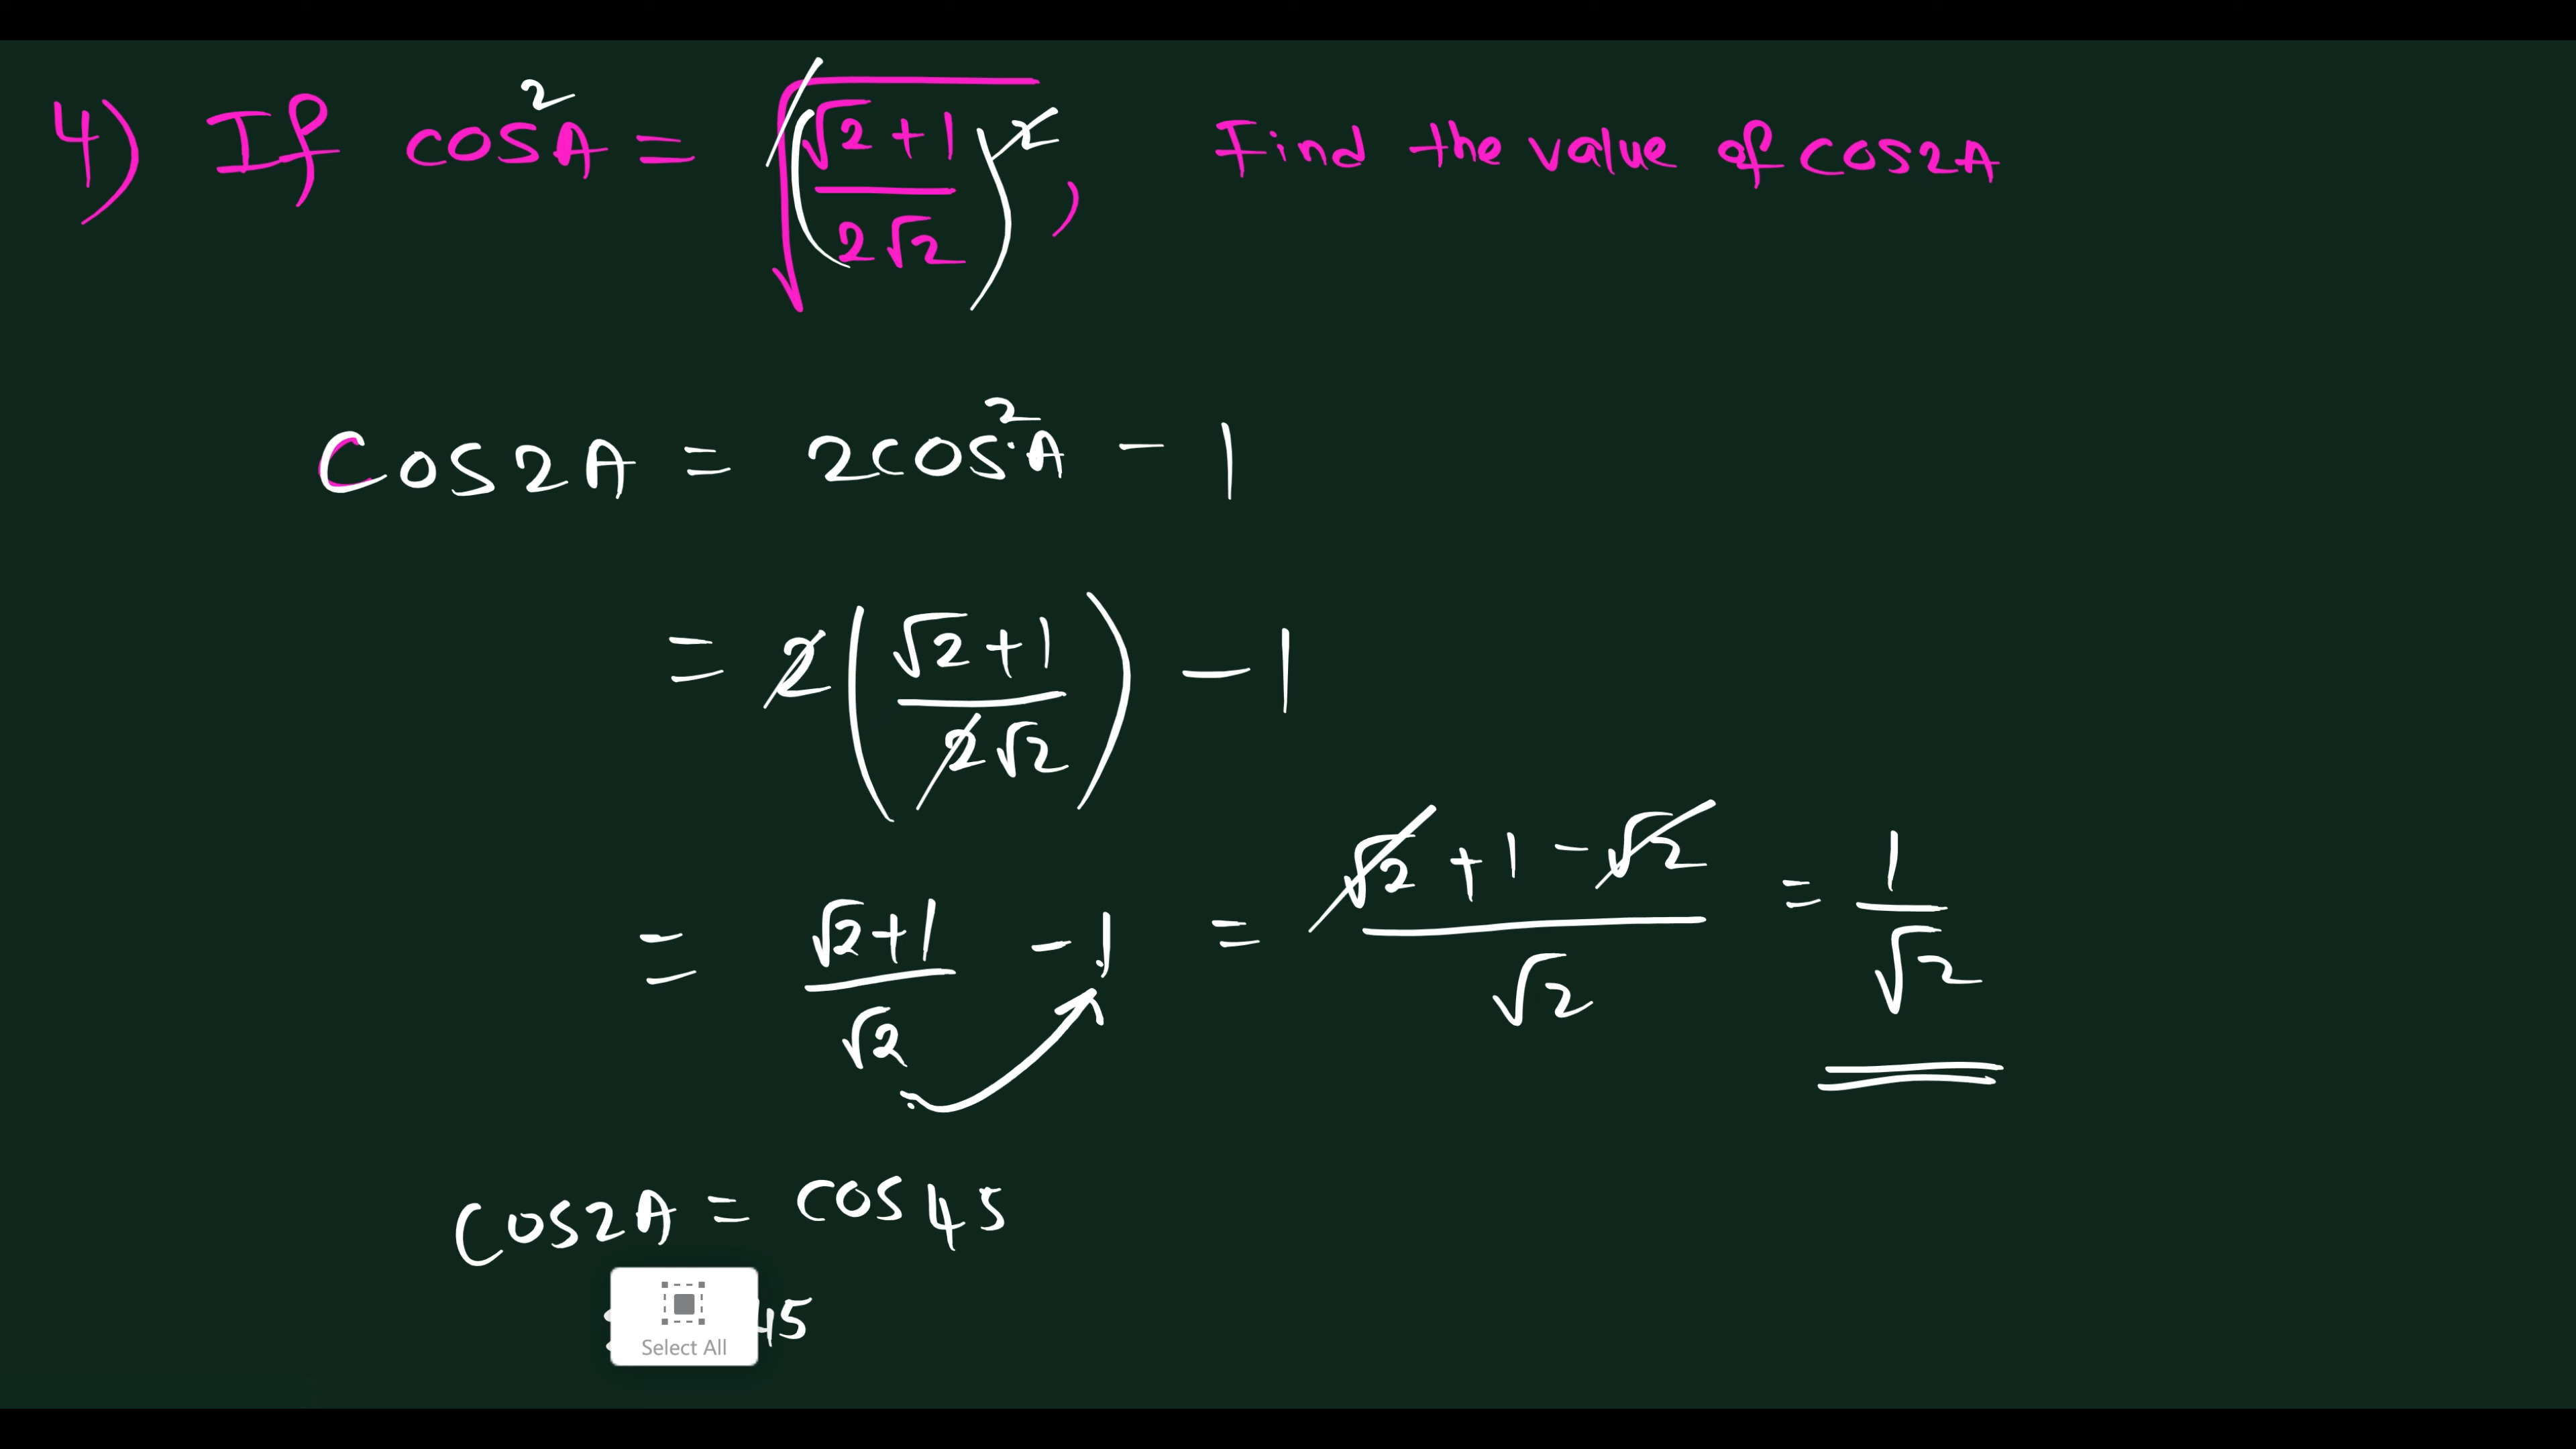 4) If cos²A = √((√2+1)/(2√2))², Find the value of cos2A
Cos2A = 2cos²A - 1
= 2((√2+1)/(2√2)) - 1
= (√2+1)/√2 - 1 = (√2+1-√2)/√2 = 1/√2
Cos2A = cos45
45
Select All